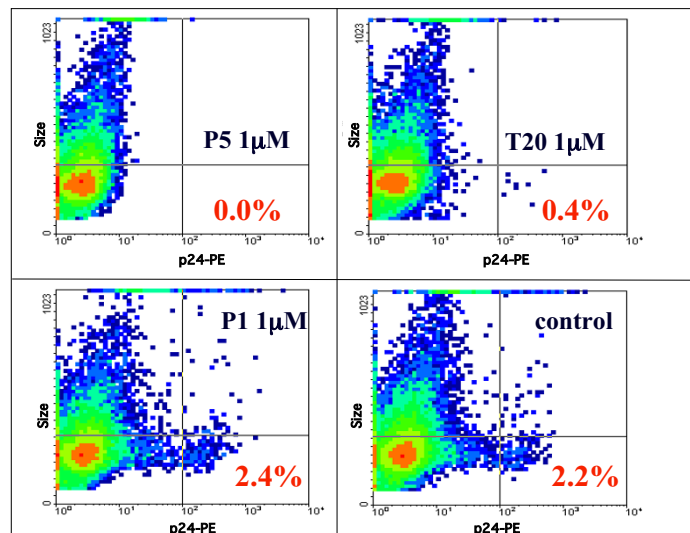 1023
Size
0
P5 1µM
0.0%
10⁰ 10¹ 10² 10³ 10⁴
p24-PE
1023
Size
0
T20 1µM
0.4%
10⁰ 10¹ 10² 10³ 10⁴
p24-PE
1023
Size
0
P1 1µM
2.4%
10⁰ 10¹ 10² 10³ 10⁴
p24-PE
1023
Size
0
control
2.2%
10⁰ 10¹ 10² 10³ 10⁴
p24-PE